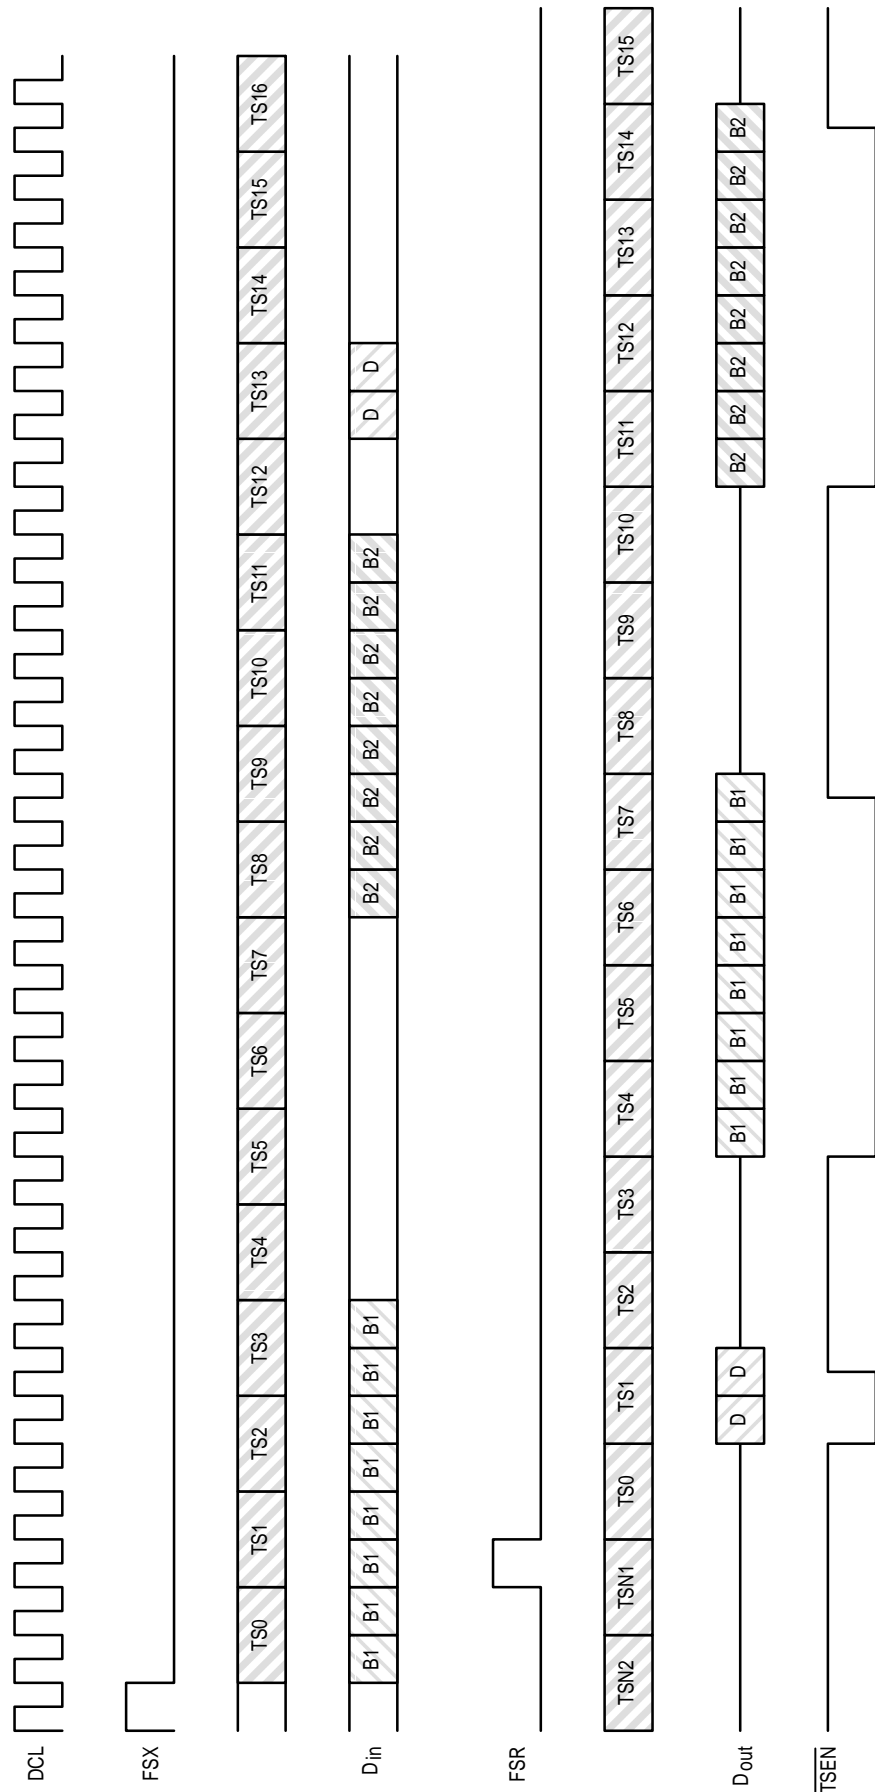 DCL
FSX
TS0 TS1 TS2 TS3 TS4 TS5 TS6 TS7 TS8 TS9 TS10 TS11 TS12 TS13 TS14 TS15 TS16
Din B1 B1 B1 B1 B1 B1 B1 B1 B2 B2 B2 B2 B2 B2 B2 B2 D D
FSR
TSN2 TSN1 TS0 TS1 TS2 TS3 TS4 TS5 TS6 TS7 TS8 TS9 TS10 TS11 TS12 TS13 TS14 TS15
Dout D D B1 B1 B1 B1 B1 B1 B1 B1 B2 B2 B2 B2 B2 B2 B2 B2
TSEN